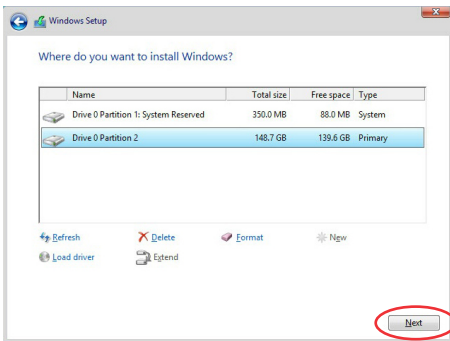 Windows Setup
Where do you want to install Windows?
Name Total size Free space Type
Drive 0 Partition 1: System Reserved 350.0 MB 88.0 MB System
Drive 0 Partition 2 148.7 GB 139.6 GB Primary
Refresh Delete Format New
Load driver Extend
Next